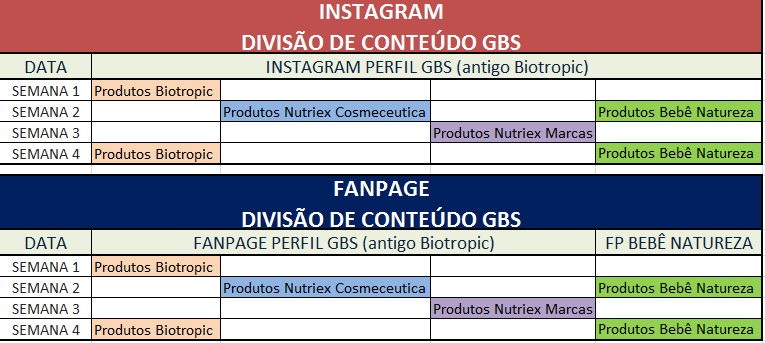 INSTAGRAM
DIVISÃO DE CONTEÚDO GBS
DATA INSTAGRAM PERFIL GBS (antigo Biotropic)
SEMANA 1 Produtos Biotropic
SEMANA 2 Produtos Nutriex Cosmeceutica Produtos Bebê Natureza
SEMANA 3 Produtos Nutriex Marcas
SEMANA 4 Produtos Biotropic Produtos Bebê Natureza
FANPAGE
DIVISÃO DE CONTEÚDO GBS
DATA FANPAGE PERFIL GBS (antigo Biotropic) FP BEBÊ NATUREZA
SEMANA 1 Produtos Biotropic
SEMANA 2 Produtos Nutriex Cosmeceutica Produtos Bebê Natureza
SEMANA 3 Produtos Nutriex Marcas
SEMANA 4 Produtos Biotropic Produtos Bebê Natureza